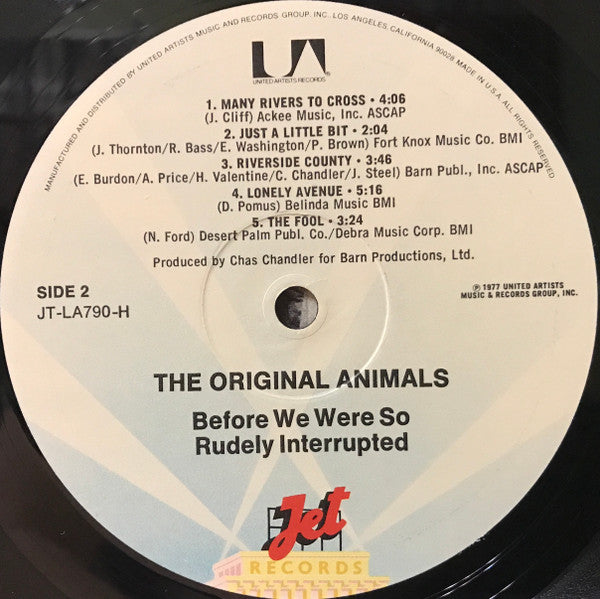 MANUFACTURED AND DISTRIBUTED BY UNITED ARTISTS MUSIC AND RECORDS GROUP, INC., LOS ANGELES, CALIFORNIA 90028 MADE IN U.S.A. ALL RIGHTS RESERVED
UA
UNITED ARTISTS RECORDS
1. MANY RIVERS TO CROSS • 4:06
(J. Cliff) Ackee Music, Inc. ASCAP
2. JUST A LITTLE BIT • 2:04
(J. Thornton/R. Bass/E. Washington/P. Brown) Fort Knox Music Co. BMI
3. RIVERSIDE COUNTY • 3:46
(E. Burdon/A. Price/H. Valentine/C. Chandler/J. Steel) Barn Publ., Inc. ASCAP
4. LONELY AVENUE • 5:16
(D. Pomus) Belinda Music BMI
5. THE FOOL • 3:24
(N. Ford) Desert Palm Publ. Co./Debra Music Corp. BMI
Produced by Chas Chandler for Barn Productions, Ltd.
SIDE 2
JT-LA790-H
℗ 1977 UNITED ARTISTS
MUSIC & RECORDS GROUP, INC.
THE ORIGINAL ANIMALS
Before We Were So
Rudely Interrupted
Jet
RECORDS